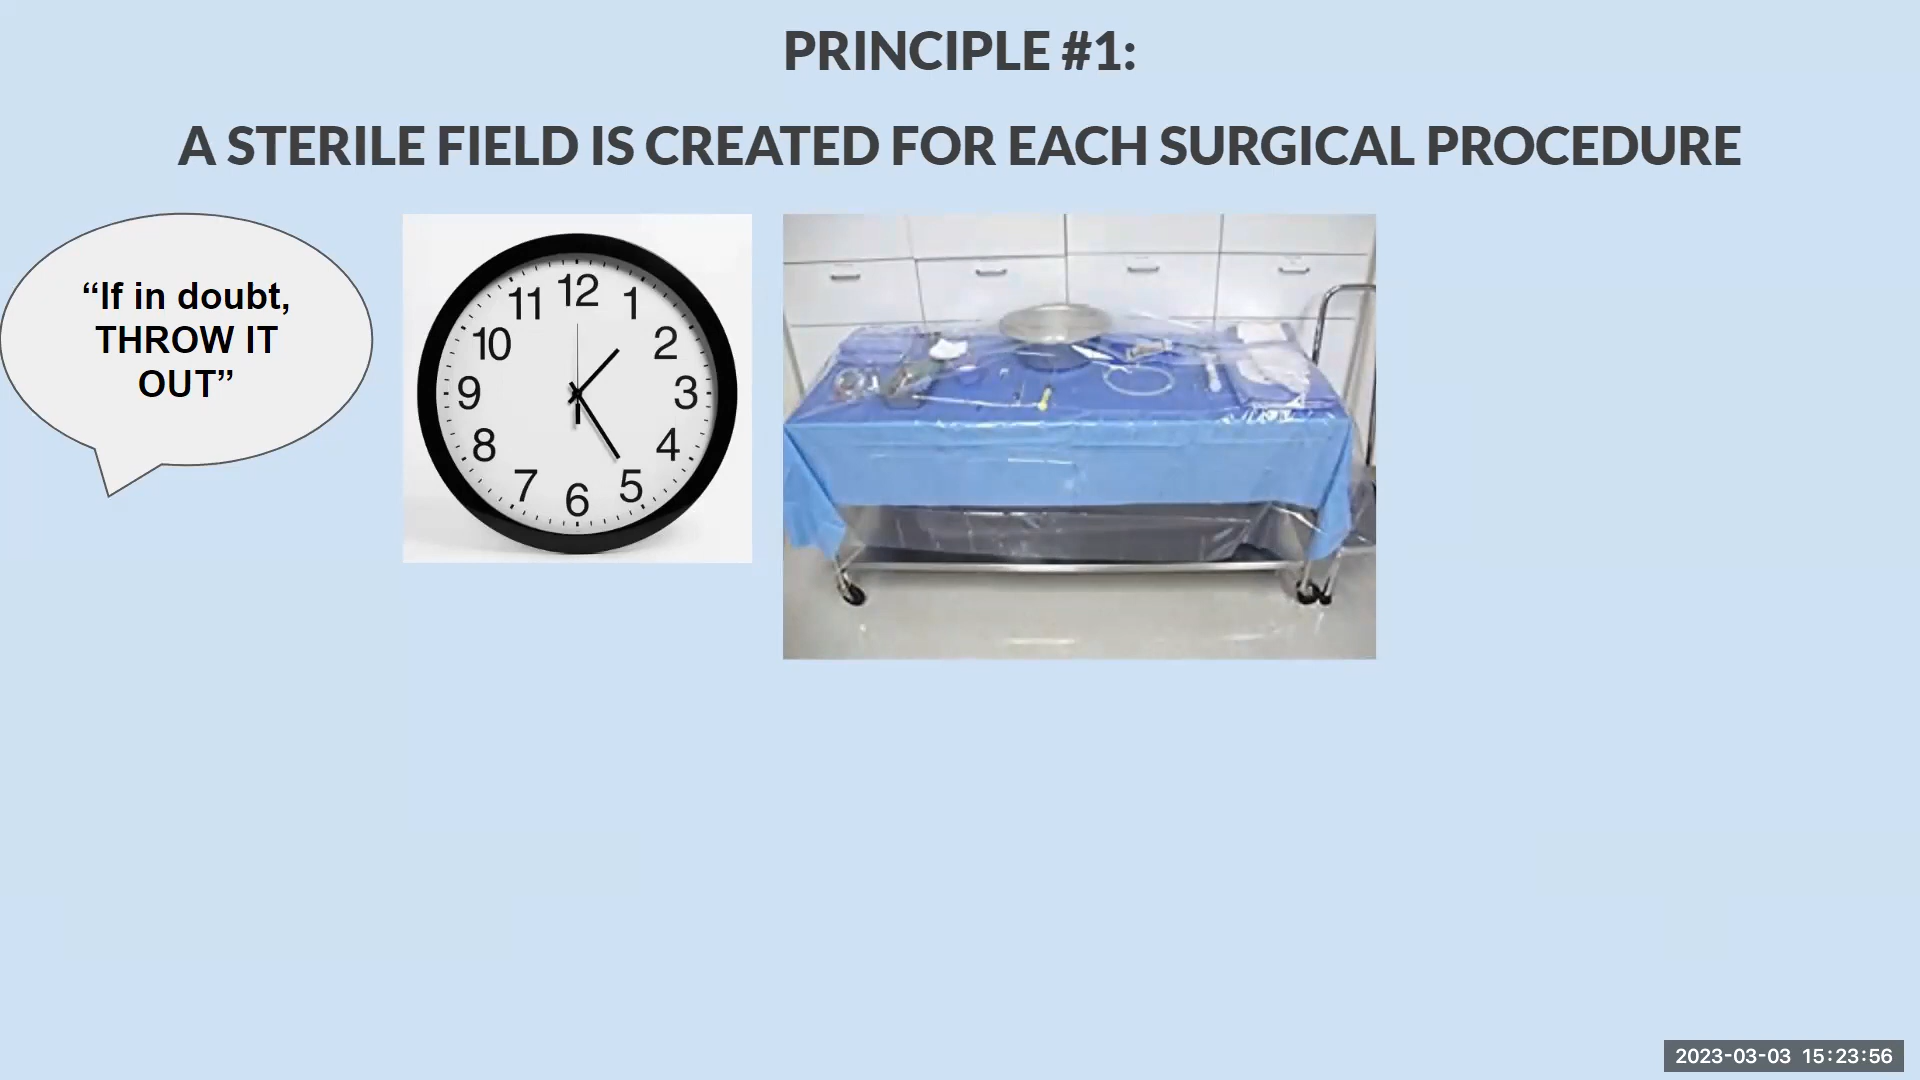 PRINCIPLE #1:
A STERILE FIELD IS CREATED FOR EACH SURGICAL PROCEDURE
“If in doubt,
THROW IT
OUT”
12
1
2
3
4
5
6
7
8
9
10
11
2023-03-03 15:23:56